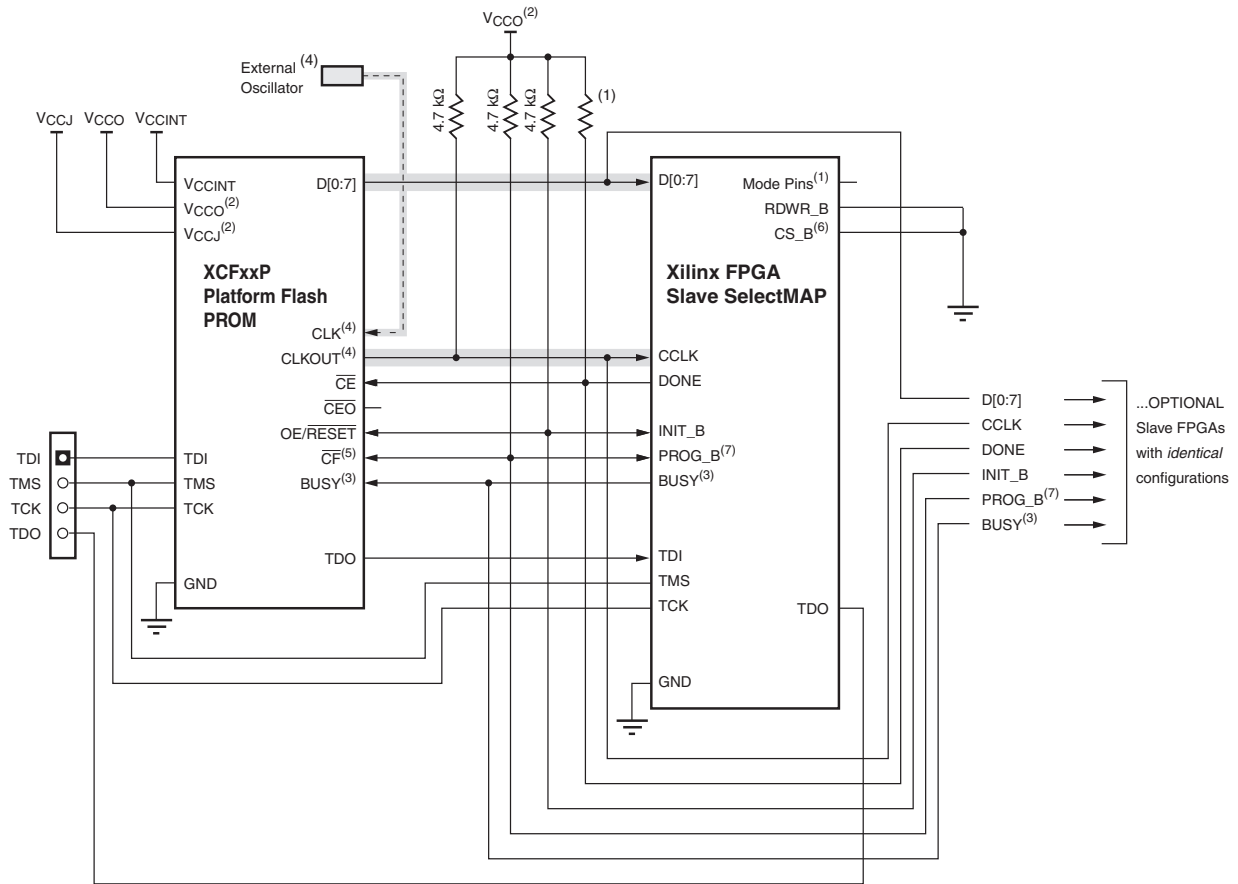 VCCO(2)
External (4)
Oscillator
4.7 kΩ
4.7 kΩ
4.7 kΩ
(1)
VCCJ VCCO VCCINT
VCCINT
VCCO(2)
VCCJ(2)
D[0:7]
XCFxxP
Platform Flash
PROM
CLK(4)
CLKOUT(4)
CE
CEO
OE/RESET
CF(5)
BUSY(3)
TDI
TMS
TCK
TDO
GND
TDI
TMS
TCK
TDO
D[0:7]
Mode Pins(1)
RDWR_B
CS_B(6)
Xilinx FPGA
Slave SelectMAP
CCLK
DONE
INIT_B
PROG_B(7)
BUSY(3)
TDI
TMS
TCK
TDO
GND
D[0:7]
CCLK
DONE
INIT_B
PROG_B(7)
BUSY(3)
...OPTIONAL
Slave FPGAs
with identical
configurations